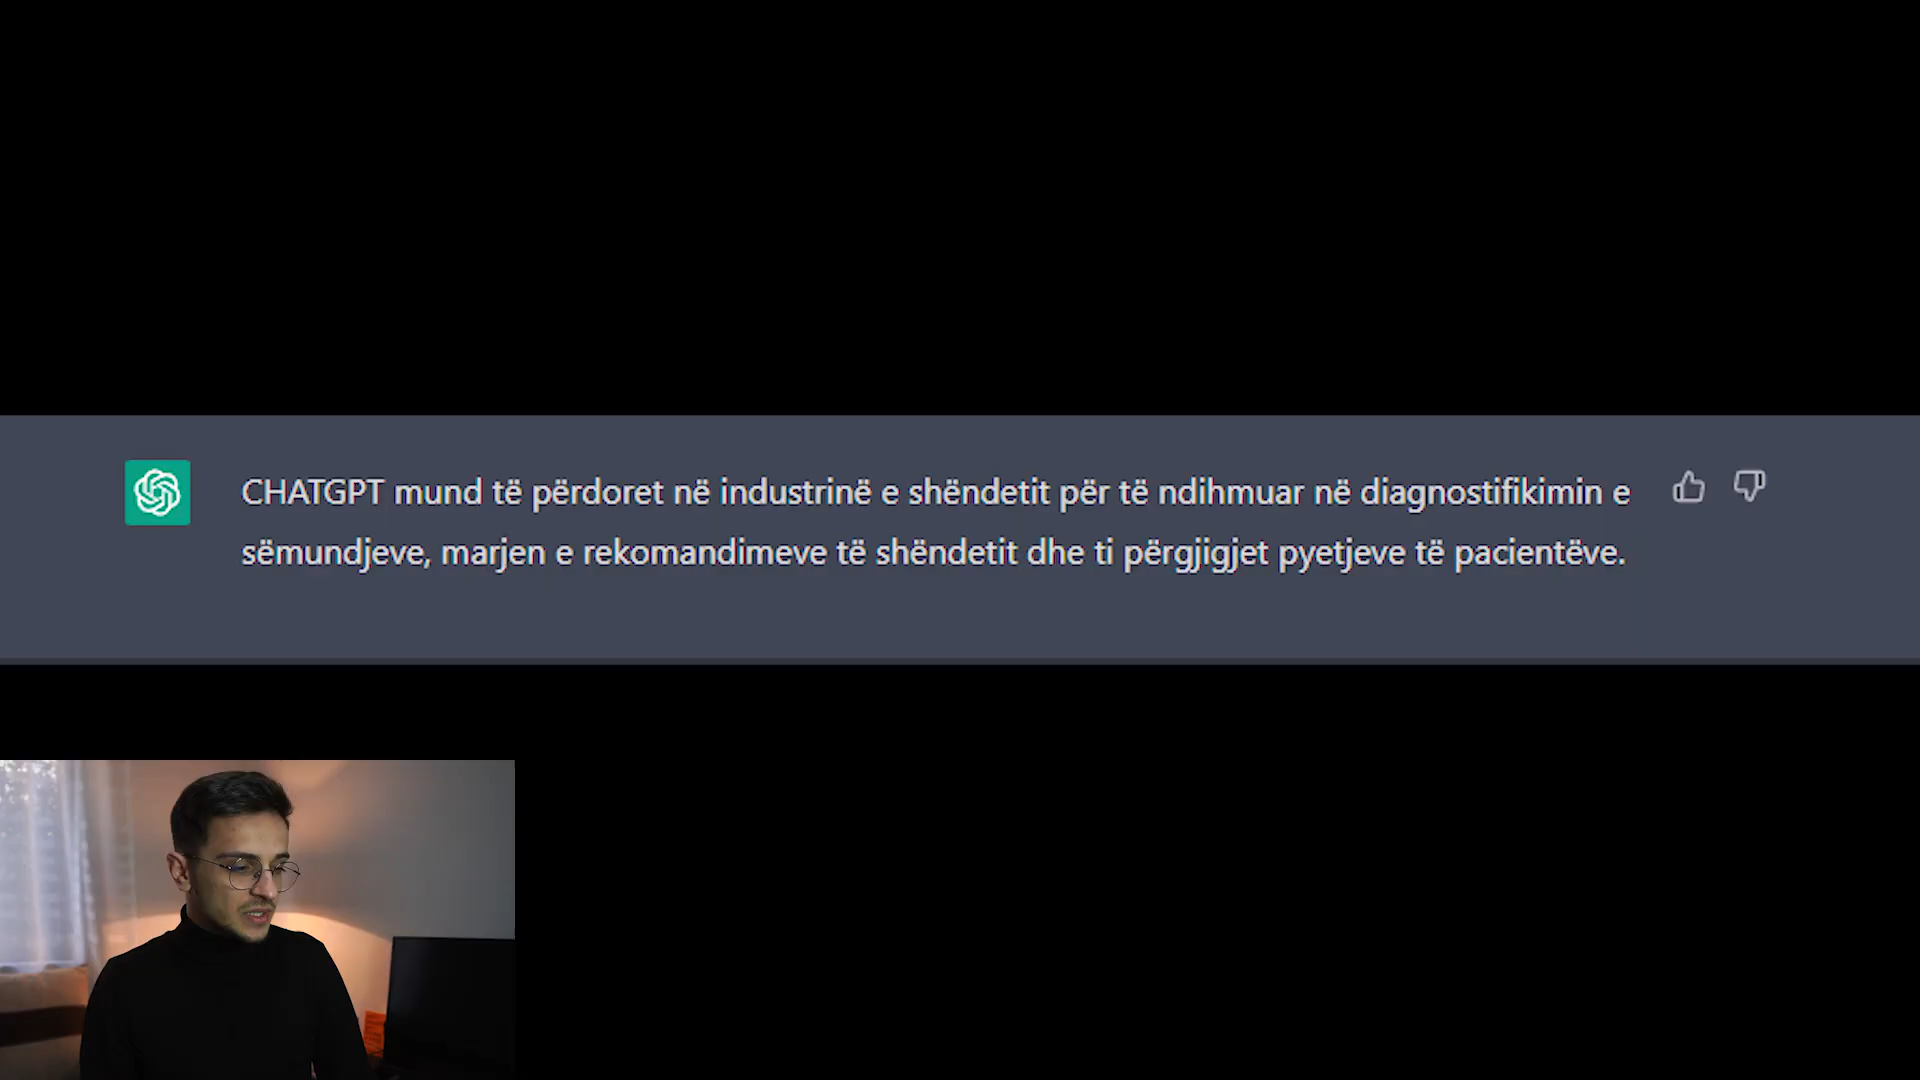 CHATGPT mund të përdoret në industrinë e shëndetit për të ndihmuar në diagnostifikimin e
sëmundjeve, marjen e rekomandimeve të shëndetit dhe ti përgjigjet pyetjeve të pacientëve.